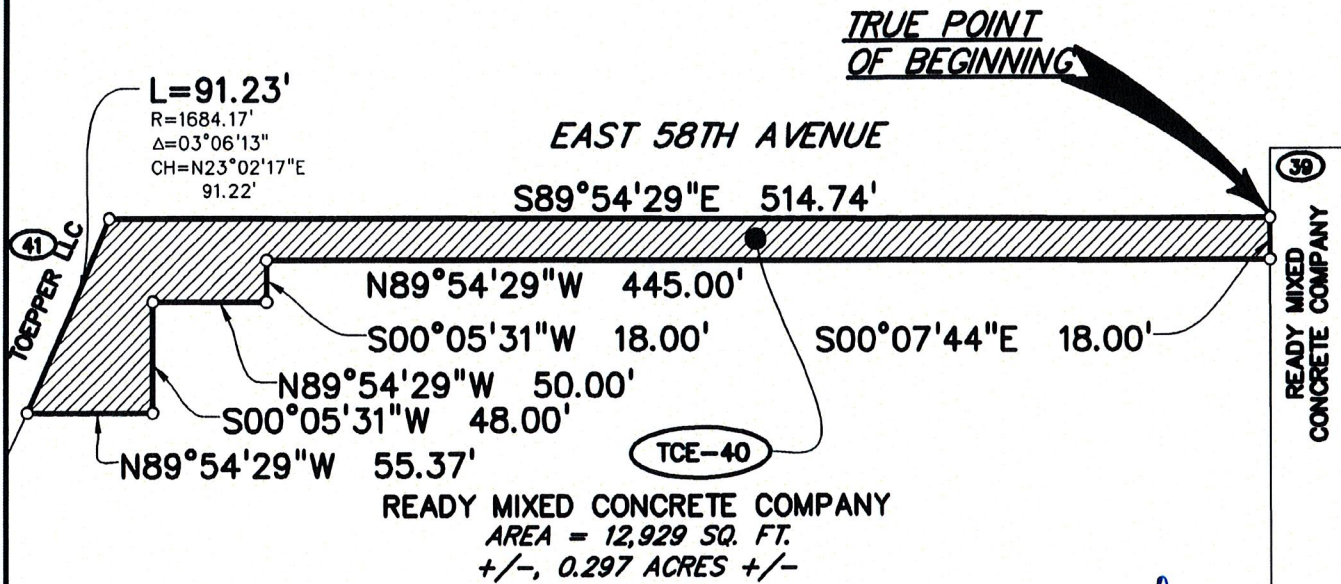 TRUE POINT
OF BEGINNING
L=91.23'
R=1684.17'
Δ=03°06'13"
CH=N23°02'17"E
91.22'
EAST 58TH AVENUE
S89°54'29"E 514.74'
39
41
TOEPPER LLC
READY MIXED
CONCRETE COMPANY
N89°54'29"W 445.00'
S00°05'31"W 18.00'
S00°07'44"E 18.00'
N89°54'29"W 50.00'
S00°05'31"W 48.00'
N89°54'29"W 55.37'
TCE-40
READY MIXED CONCRETE COMPANY
AREA = 12,929 SQ. FT.
+/-, 0.297 ACRES +/-